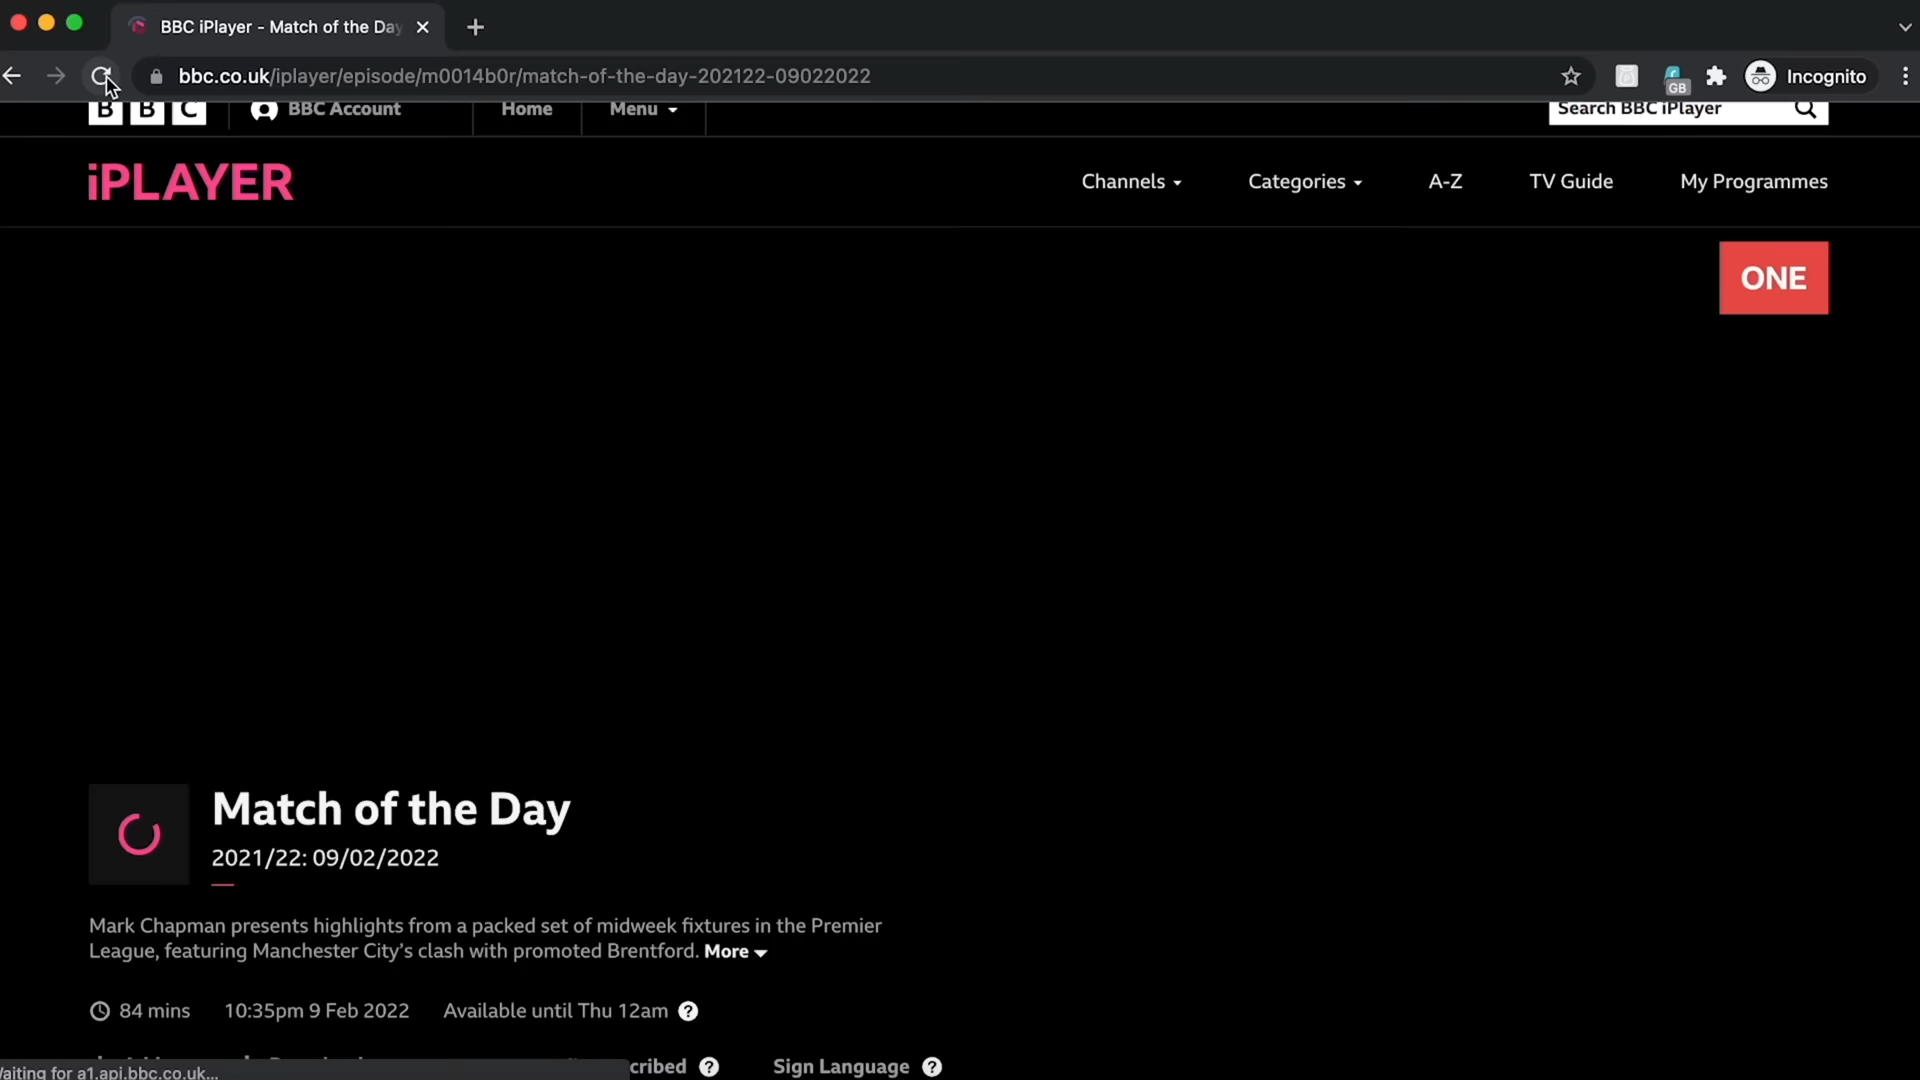 BBC iPlayer - Match of the Day
bbc.co.uk/iplayer/episode/m0014b0r/match-of-the-day-202122-09022022
GB
Incognito
BBC
BBC Account
Home
Menu
Search BBC iPlayer
iPLAYER
Channels
Categories
A-Z
TV Guide
My Programmes
ONE
Match of the Day
2021/22: 09/02/2022
Mark Chapman presents highlights from a packed set of midweek fixtures in the Premier
League, featuring Manchester City's clash with promoted Brentford. More
84 mins 10:35pm 9 Feb 2022 Available until Thu 12am ?
cribed ? Sign Language ?
aiting for a1.api.bbc.co.uk...